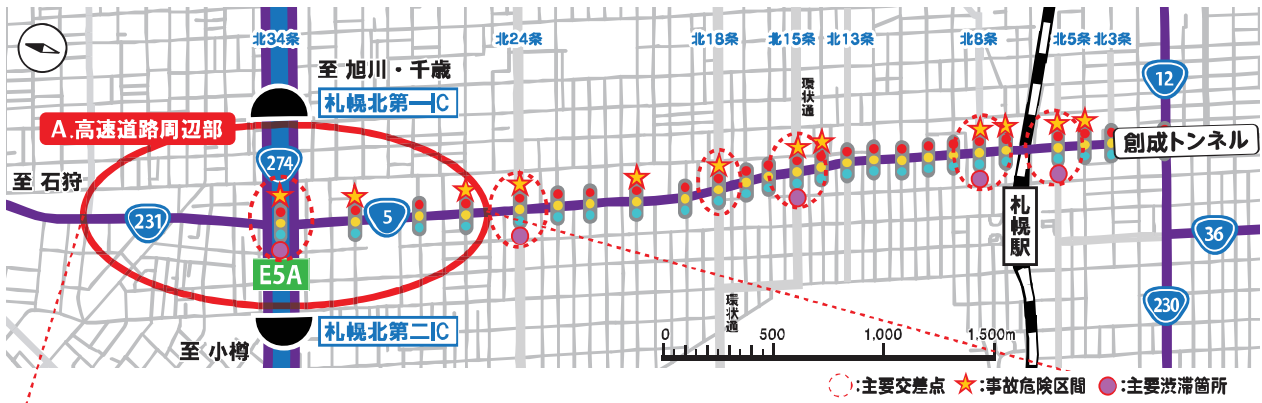 北34条
北24条
北18条
北15条
北13条
北8条
北5条
北3条
至 旭川・千歳
札幌北第一IC
環状通
12
A.高速道路周辺部
274
創成トンネル
至 石狩
231
5
札幌駅
36
E5A
環状通
230
札幌北第二IC
至 小樽
0
500
1,000
1,500m
:主要交差点
:事故危険区間
:主要渋滞箇所